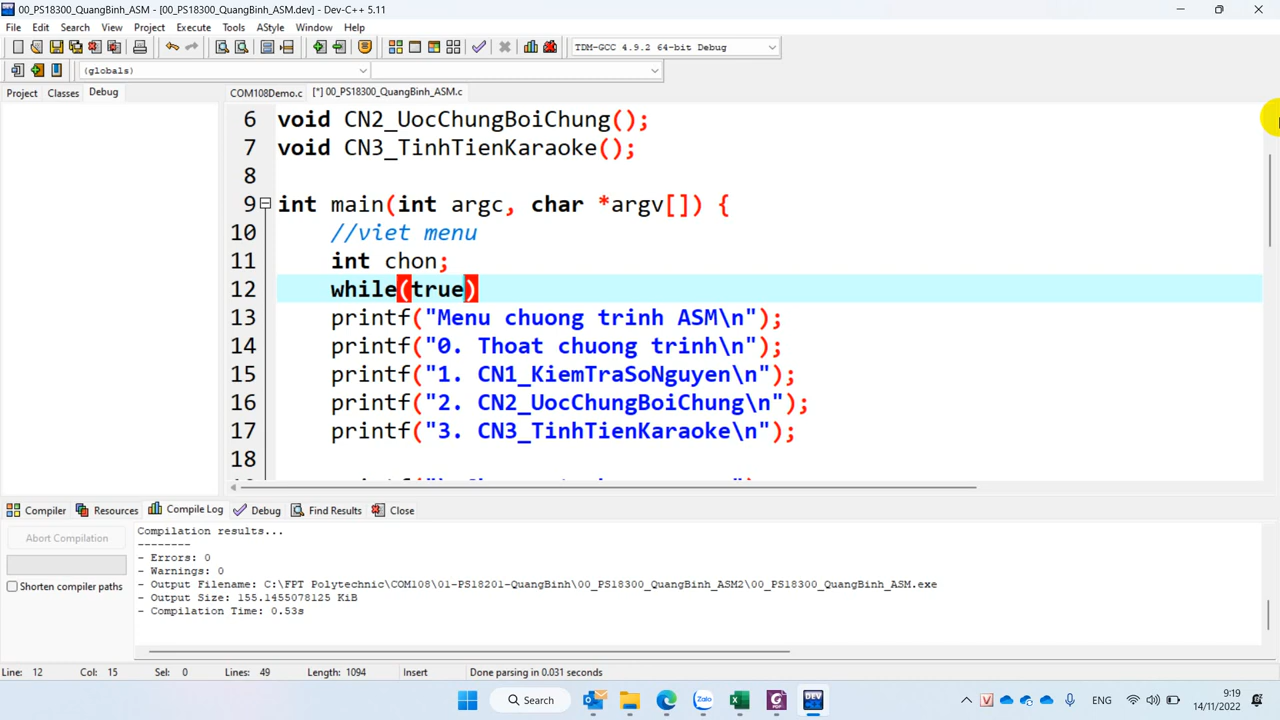 00_PS18300_QuangBinh_ASM - [00_PS18300_QuangBinh_ASM.dev] - Dev-C++ 5.11
File Edit Search View Project Execute Tools AStyle Window Help
TDM-GCC 4.9.2 64-bit Debug
(globals)
Project Classes Debug COM108Demo.c [*] 00_PS18300_QuangBinh_ASM.c
6 void CN2_UocChungBoiChung();
7 void CN3_TinhTienKaraoke();
8
9 int main(int argc, char *argv[]) {
10 //viet menu
11 int chon;
12 while(true)
13 printf("Menu chuong trinh ASM\n");
14 printf("0. Thoat chuong trinh\n");
15 printf("1. CN1_KiemTraSoNguyen\n");
16 printf("2. CN2_UocChungBoiChung\n");
17 printf("3. CN3_TinhTienKaraoke\n");
18
Compiler Resources Compile Log Debug Find Results Close
Abort Compilation
Shorten compiler paths
Compilation results...
--------
- Errors: 0
- Warnings: 0
- Output Filename: C:\FPT Polytechnic\COM108\01-PS18201-QuangBinh\00_PS18300_QuangBinh_ASM2\00_PS18300_QuangBinh_ASM.exe
- Output Size: 155.1455078125 KiB
- Compilation Time: 0.53s
Line: 12 Col: 15 Sel: 0 Lines: 49 Length: 1094 Insert Done parsing in 0.031 seconds
Search
Zalo
PDF
DEV
ENG
9:19
14/11/2022